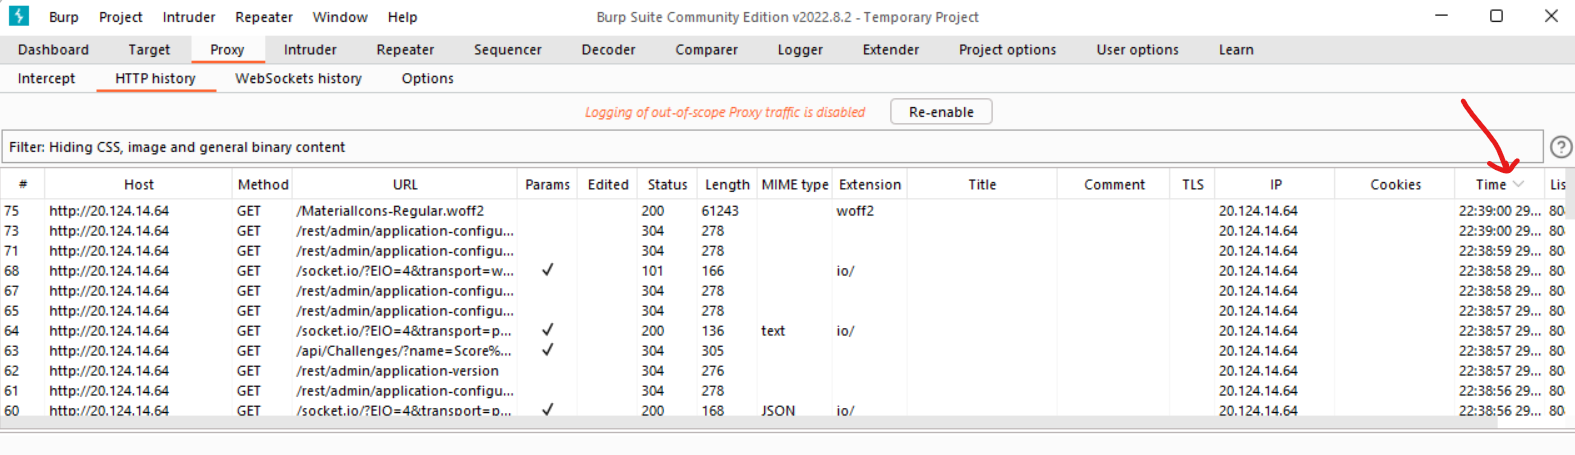 Burp Project Intruder Repeater Window Help Burp Suite Community Edition v2022.8.2 - Temporary Project
Dashboard Target Proxy Intruder Repeater Sequencer Decoder Comparer Logger Extender Project options User options Learn
Intercept HTTP history WebSockets history Options
Logging of out-of-scope Proxy traffic is disabled Re-enable
Filter: Hiding CSS, image and general binary content ?
# Host Method URL Params Edited Status Length MIME type Extension Title Comment TLS IP Cookies Time Lis
75 http://20.124.14.64 GET /MaterialIcons-Regular.woff2 200 61243 woff2 20.124.14.64 22:39:00 29... 80
73 http://20.124.14.64 GET /rest/admin/application-configu... 304 278 20.124.14.64 22:39:00 29... 80
71 http://20.124.14.64 GET /rest/admin/application-configu... 304 278 20.124.14.64 22:38:59 29... 80
68 http://20.124.14.64 GET /socket.io/?EIO=4&transport=w... ✓ 101 166 io/ 20.124.14.64 22:38:58 29... 80
67 http://20.124.14.64 GET /rest/admin/application-configu... 304 278 20.124.14.64 22:38:58 29... 80
65 http://20.124.14.64 GET /rest/admin/application-configu... 304 278 20.124.14.64 22:38:57 29... 80
64 http://20.124.14.64 GET /socket.io/?EIO=4&transport=p... ✓ 200 136 text io/ 20.124.14.64 22:38:57 29... 80
63 http://20.124.14.64 GET /api/Challenges/?name=Score%... ✓ 304 305 20.124.14.64 22:38:57 29... 80
62 http://20.124.14.64 GET /rest/admin/application-version 304 276 20.124.14.64 22:38:57 29... 80
61 http://20.124.14.64 GET /rest/admin/application-configu... 304 278 20.124.14.64 22:38:56 29... 80
60 http://20.124.14.64 GET /socket.io/?EIO=4&transport=p... ✓ 200 168 JSON io/ 20.124.14.64 22:38:56 29... 80